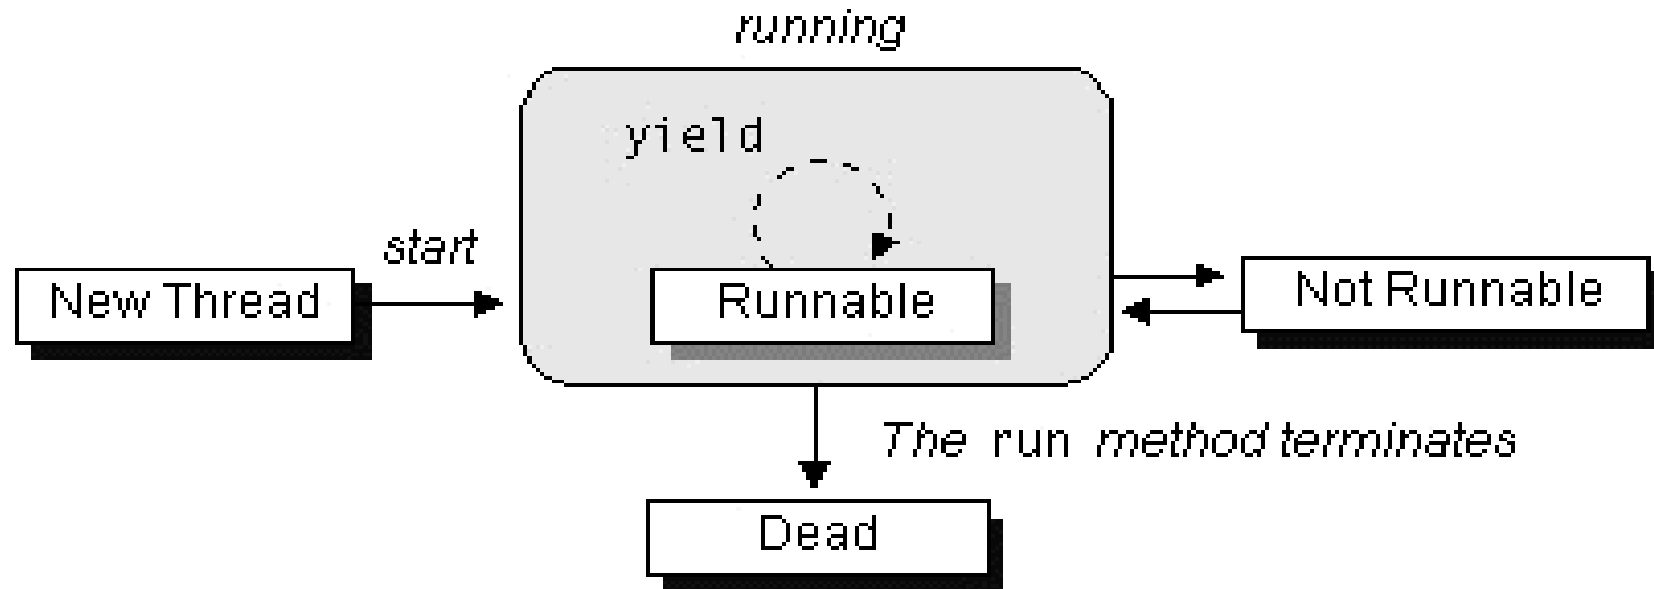 running
yield
start
New Thread
Runnable
Not Runnable
The run method terminates
Dead